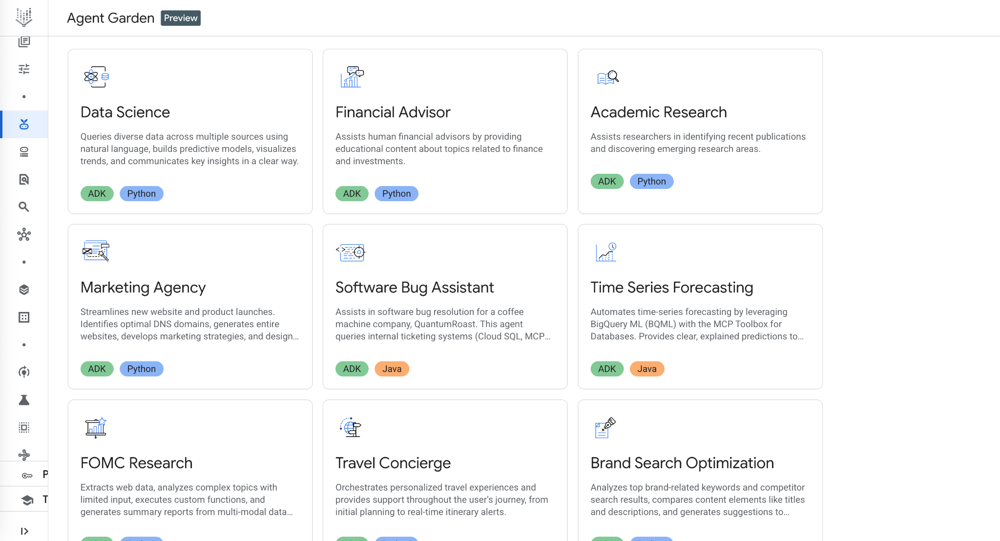 Agent Garden Preview
Data Science
Queries diverse data across multiple sources using
natural language, builds predictive models, visualizes
trends, and communicates key insights in a clear way.
ADK Python
Financial Advisor
Assists human financial advisors by providing
educational content about topics related to finance
and investments.
ADK Python
Academic Research
Assists researchers in identifying recent publications
and discovering emerging research areas.
ADK Python
Marketing Agency
Streamlines new website and product launches.
Identifies optimal DNS domains, generates entire
websites, develops marketing strategies, and design...
ADK Python
Software Bug Assistant
Assists in software bug resolution for a coffee
machine company, QuantumRoast. This agent
queries internal ticketing systems (Cloud SQL, MCP...
ADK Java
Time Series Forecasting
Automates time-series forecasting by leveraging
BigQuery ML (BQML) with the MCP Toolbox for
Databases. Provides clear, explained predictions to...
ADK Java
FOMC Research
Extracts web data, analyzes complex topics with
limited input, executes custom functions, and
generates summary reports from multi-modal data...
Travel Concierge
Orchestrates personalized travel experiences and
provides support throughout the user’s journey, from
initial planning to real-time itinerary alerts.
Brand Search Optimization
Analyzes top brand-related keywords and competitor
search results, compares content elements like titles
and descriptions, and generates suggestions to...
P
T